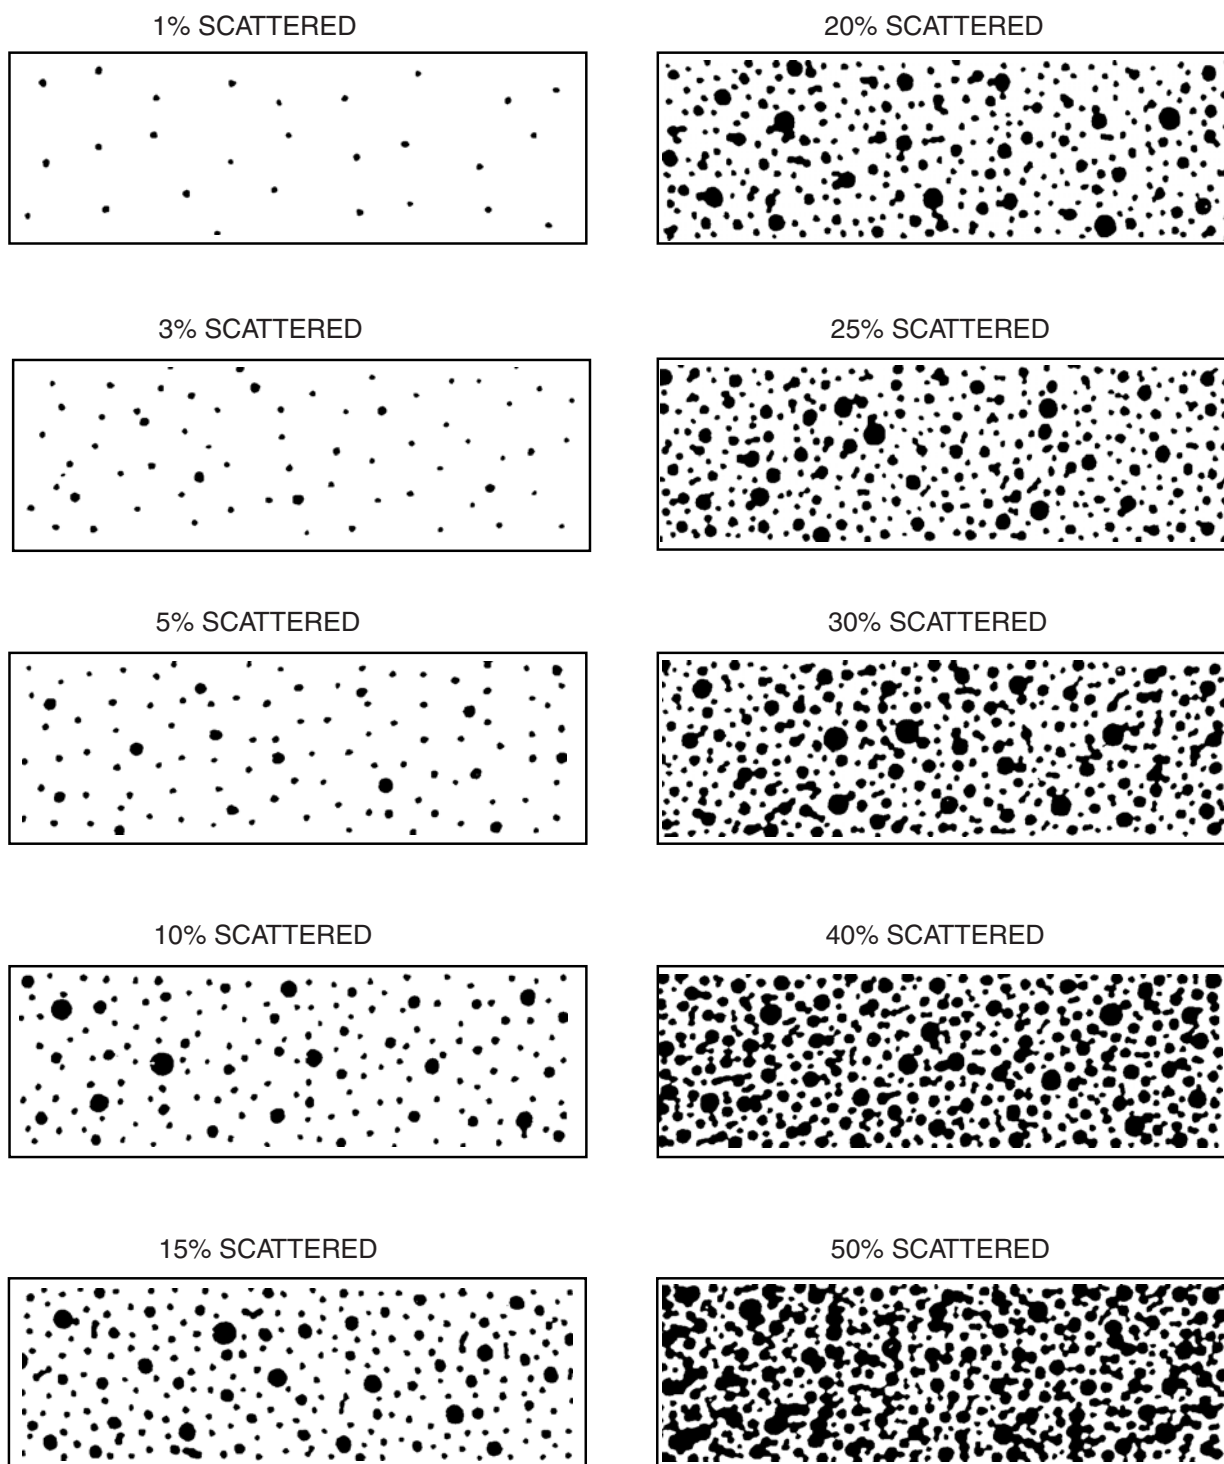 1% SCATTERED
20% SCATTERED
3% SCATTERED
25% SCATTERED
5% SCATTERED
30% SCATTERED
10% SCATTERED
40% SCATTERED
15% SCATTERED
50% SCATTERED